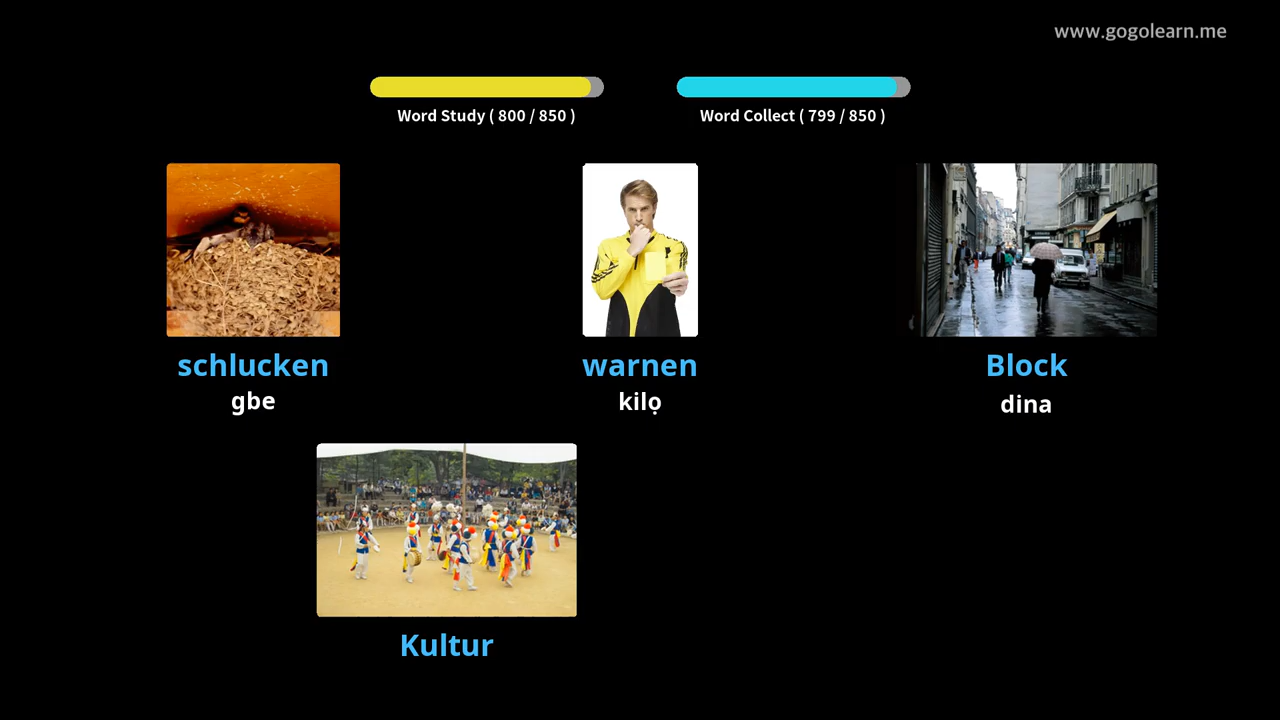 www.gogolearn.me
Word Study ( 800 / 850 )
Word Collect ( 799 / 850 )
schlucken
gbe
warnen
kilọ
Block
dina
Kultur